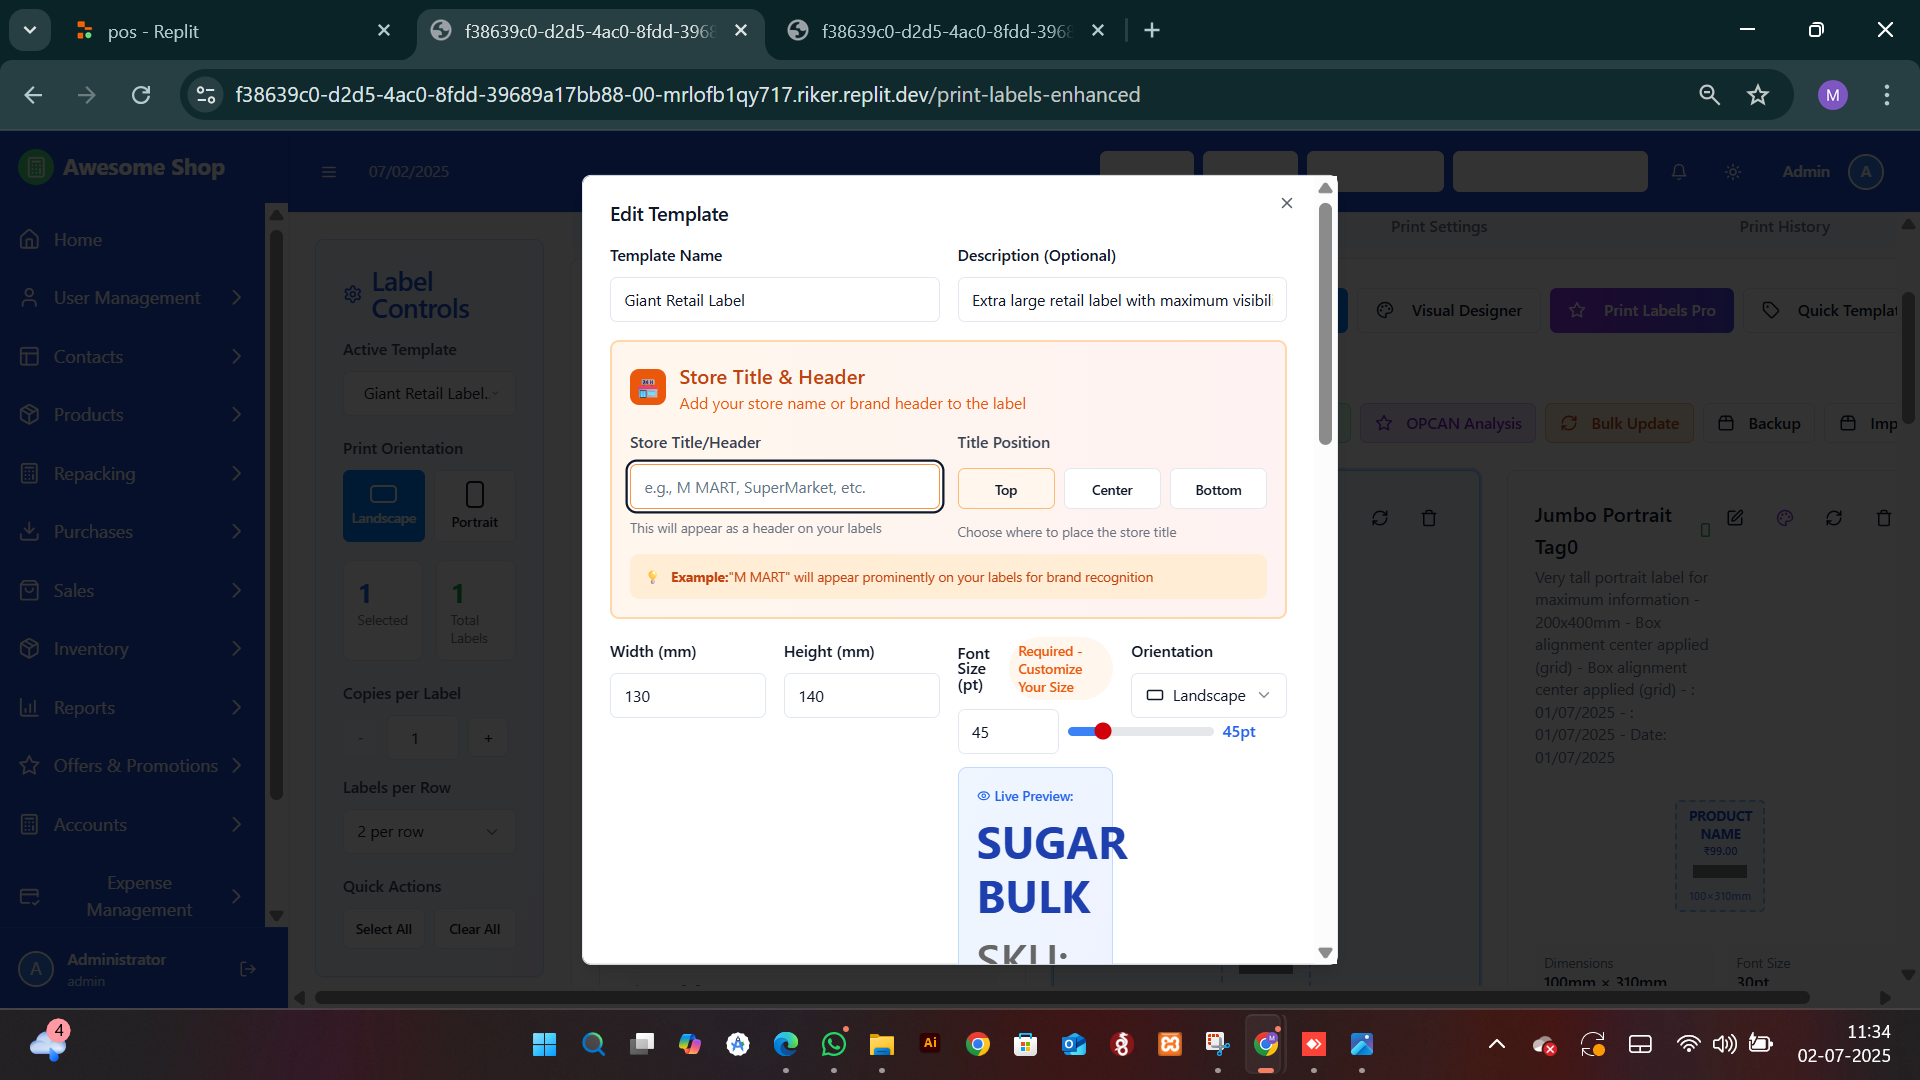 pos - Replit
f38639c0-d2d5-4ac0-8fdd-3968
f38639c0-d2d5-4ac0-8fdd-3968
f38639c0-d2d5-4ac0-8fdd-39689a17bb88-00-mrlofb1qy717.riker.replit.dev/print-labels-enhanced
M
Awesome Shop
07/02/2025
Admin
A
Home
User Management
Contacts
Products
Repacking
Purchases
Sales
Inventory
Reports
Offers & Promotions
Accounts
Expense
Management
A
Administrator
admin
Label
Controls
Active Template
Giant Retail Label..
Print Orientation
Landscape
Portrait
1
Selected
1
Total
Labels
Copies per Label
-
1
+
Labels per Row
2 per row
Quick Actions
Select All
Clear All
Edit Template
Template Name
Description (Optional)
Giant Retail Label
Extra large retail label with maximum visibil
Store Title & Header
Add your store name or brand header to the label
Store Title/Header
Title Position
e.g., M MART, SuperMarket, etc.
Top
Center
Bottom
This will appear as a header on your labels
Choose where to place the store title
Example:"M MART" will appear prominently on your labels for brand recognition
Width (mm)
Height (mm)
Font
Size
(pt)
Required -
Customize
Your Size
Orientation
130
140
Landscape
45
45pt
Live Preview:
SUGAR
BULK
SKU:
Print Settings
Print History
Visual Designer
Print Labels Pro
Quick Templat
OPCAN Analysis
Bulk Update
Backup
Imp
Jumbo Portrait
Tag0
Very tall portrait label for
maximum information -
200x400mm - Box
alignment center applied
(grid) - Box alignment
center applied (grid) - :
01/07/2025 - :
01/07/2025 - Date:
01/07/2025
PRODUCT
NAME
₹99.00
100×310mm
Dimensions
100mm × 310mm
Font Size
30pt
4
Ai
11:34
02-07-2025